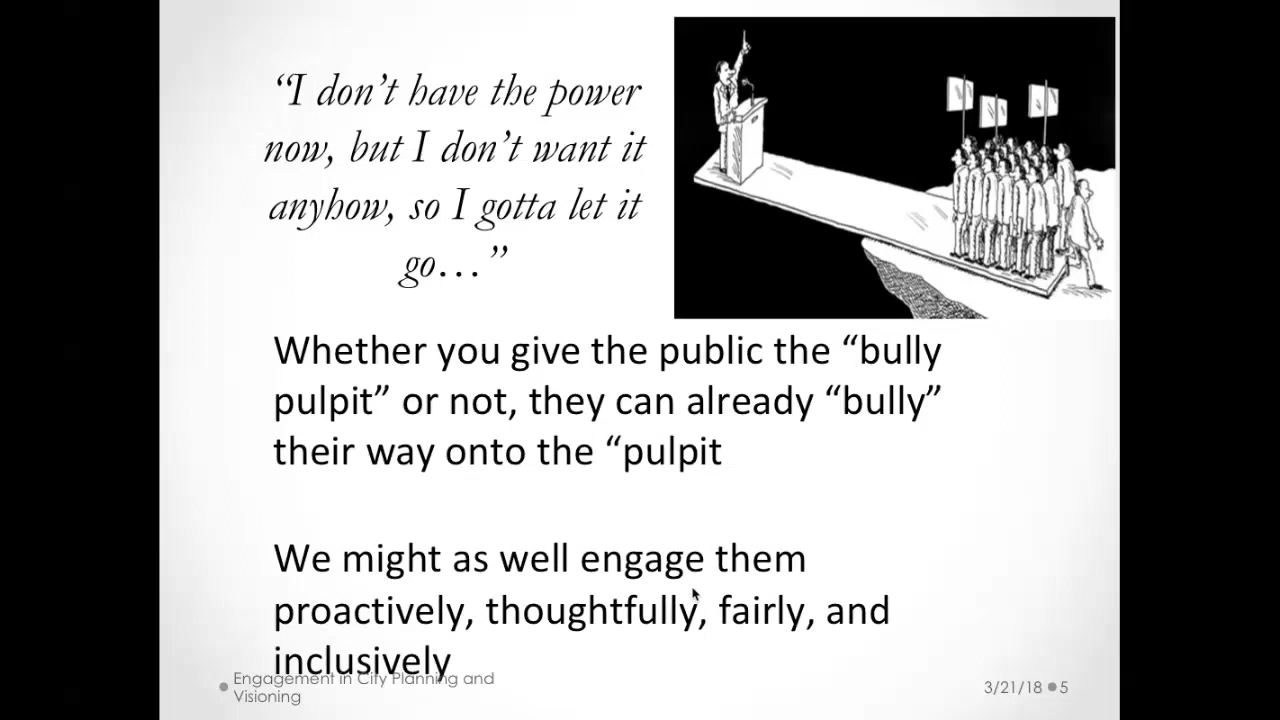 “I don’t have the power
now, but I don’t want it
anyhow, so I gotta let it
go…”
Whether you give the public the “bully
pulpit” or not, they can already “bully”
their way onto the “pulpit
We might as well engage them
proactively, thoughtfully, fairly, and
inclusively
Engagement in City Planning and
Visioning
3/21/18 5